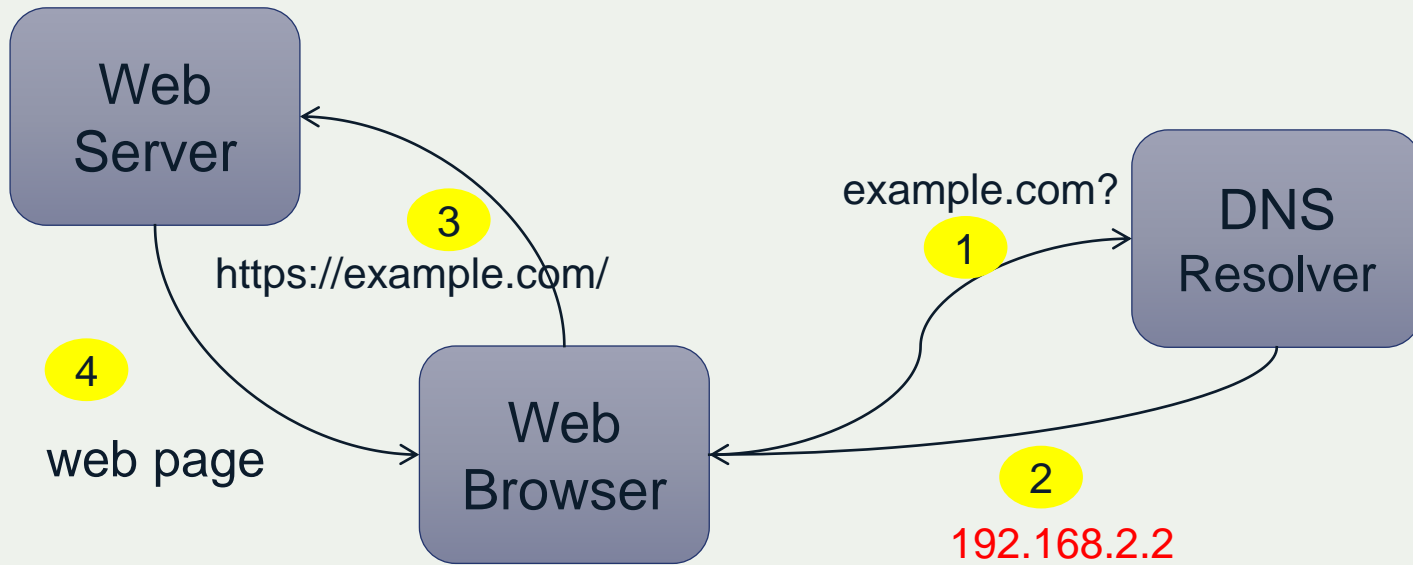 Web
Server
example.com?
DNS
Resolver
1
3
https://example.com/
4
web page
Web
Browser
2
192.168.2.2